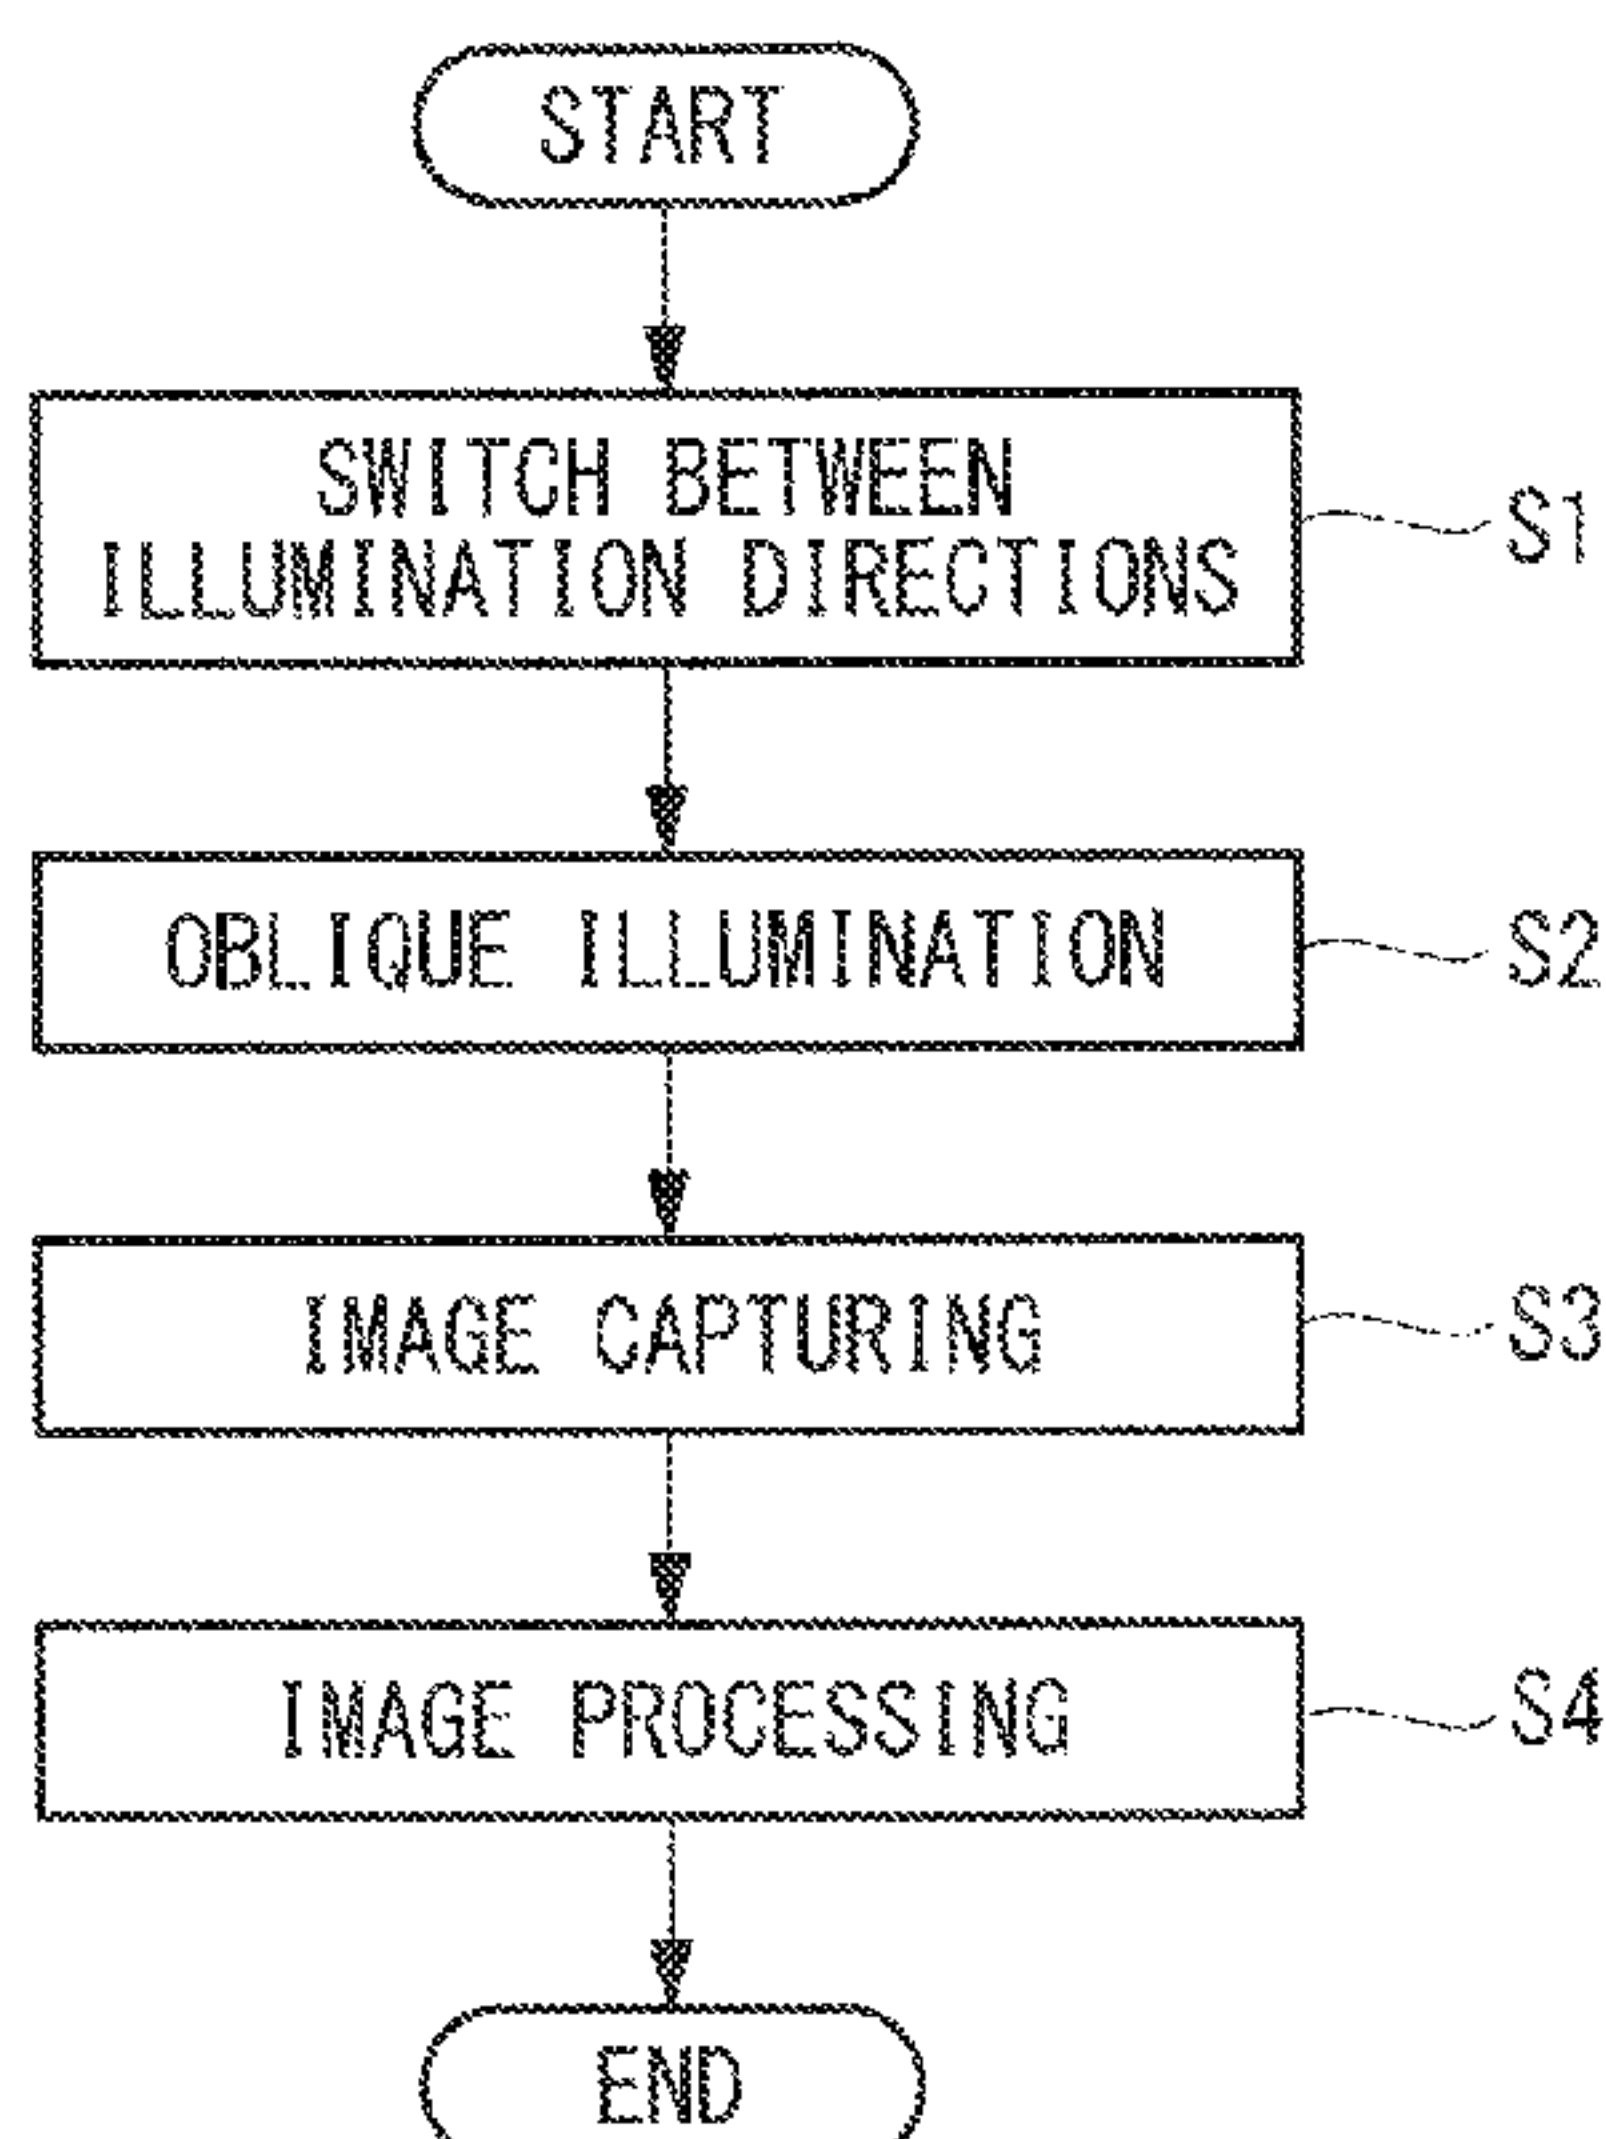 START
SWITCH BETWEEN
ILLUMINATION DIRECTIONS
S1
OBLIQUE ILLUMINATION
S2
IMAGE CAPTURING
S3
IMAGE PROCESSING
S4
END